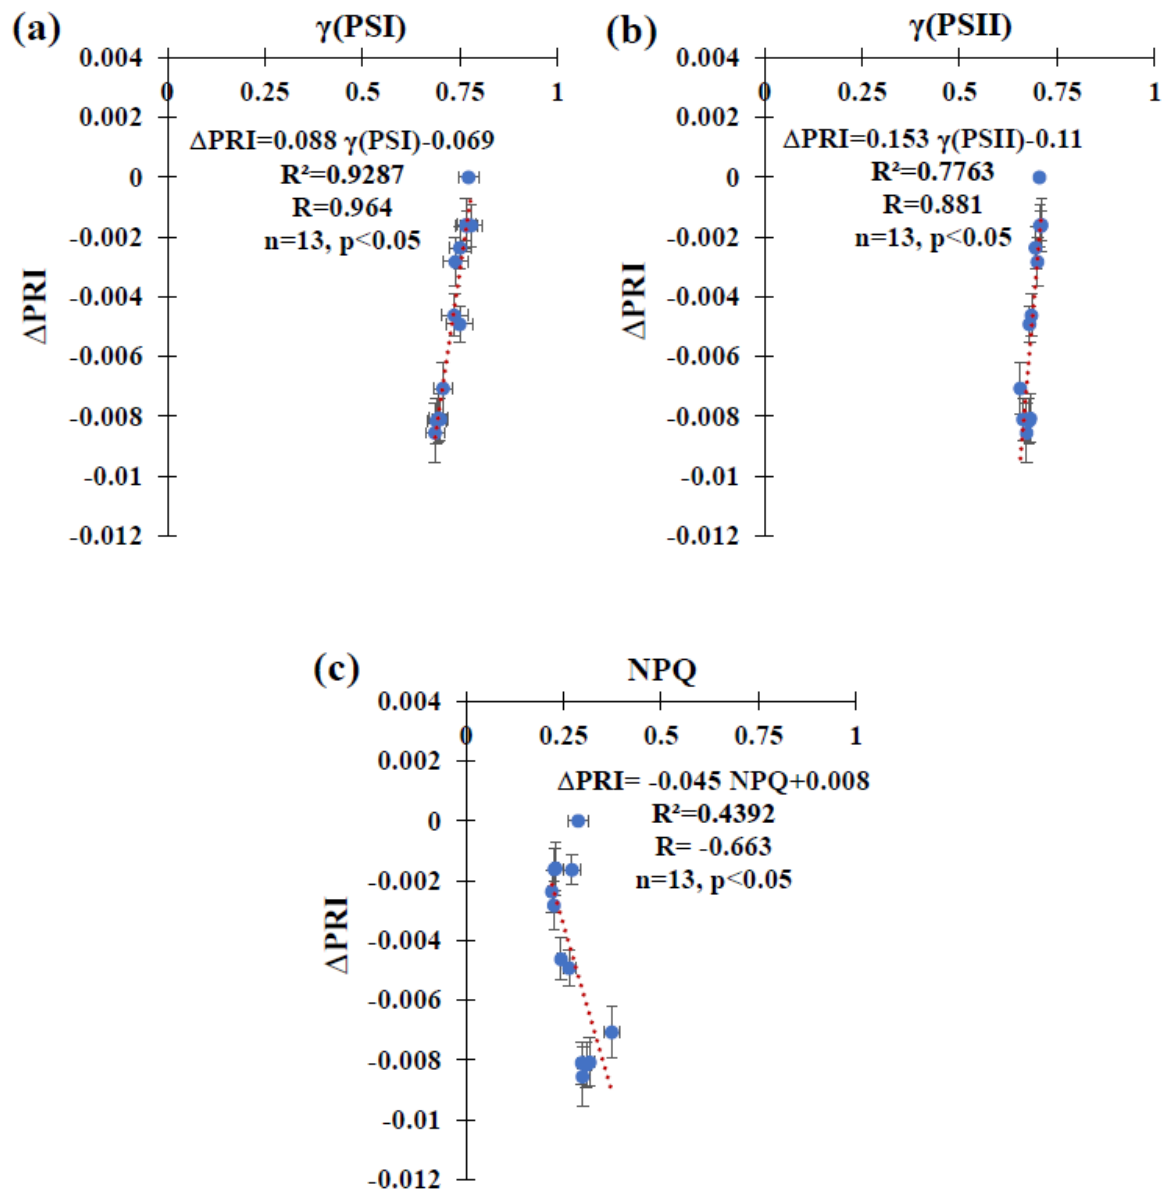 (a)
γ(PSI)
0.004
0 0.25 0.5 0.75 1
0.002
ΔPRI=0.088 γ(PSI)-0.069
R²=0.9287
0
R=0.964
n=13, p<0.05
-0.002
-0.004
-0.006
-0.008
-0.01
-0.012
ΔPRI
(b)
γ(PSII)
0.004
0 0.25 0.5 0.75 1
0.002
ΔPRI=0.153 γ(PSII)-0.11
R²=0.7763
0
R=0.881
n=13, p<0.05
-0.002
-0.004
-0.006
-0.008
-0.01
-0.012
ΔPRI
(c)
NPQ
0.004
0 0.25 0.5 0.75 1
0.002
ΔPRI= -0.045 NPQ+0.008
R²=0.4392
0
R= -0.663
n=13, p<0.05
-0.002
-0.004
-0.006
-0.008
-0.01
-0.012
ΔPRI